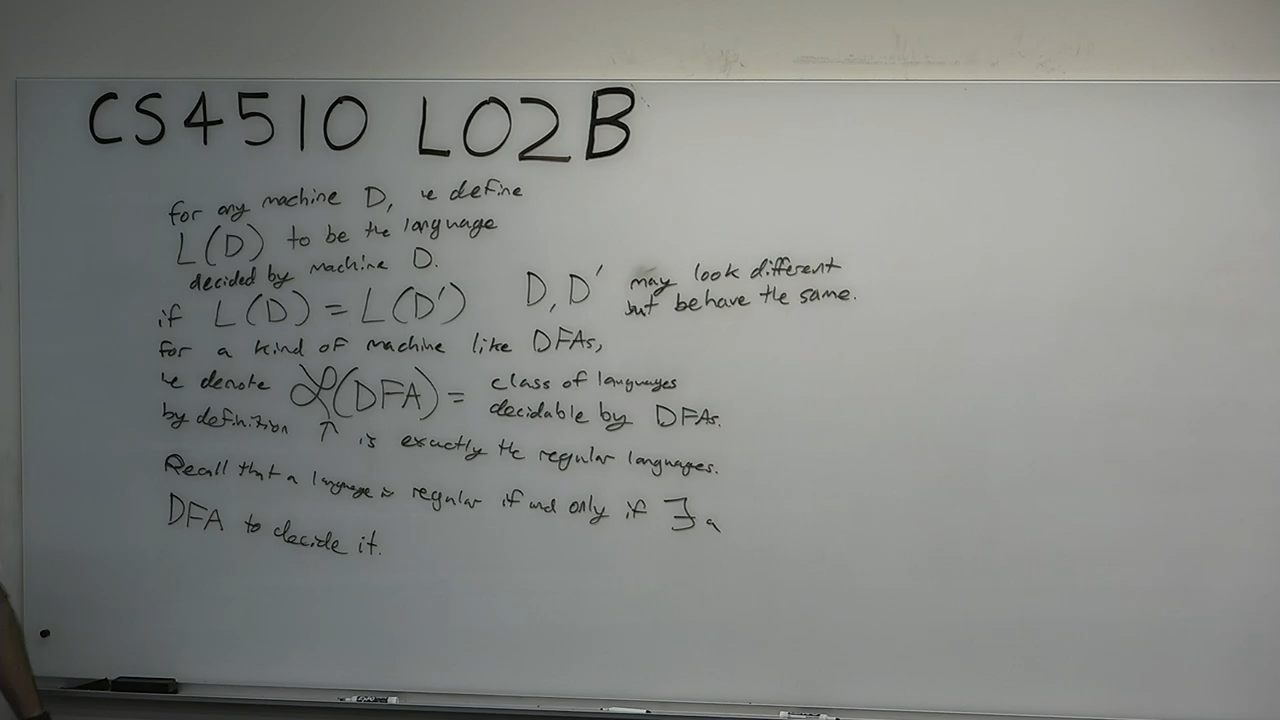 CS4510 L02B
for any machine D, we define
L(D) to be the language
decided by machine D.
if L(D) = L(D') D, D' may look different
but behave the same.
for a kind of machine like DFAs,
we denote ℒ(DFA) = class of languages
decidable by DFAs.
by definition ↑ is exactly the regular languages.
Recall that a language is regular if and only if ∃ a
DFA to decide it.